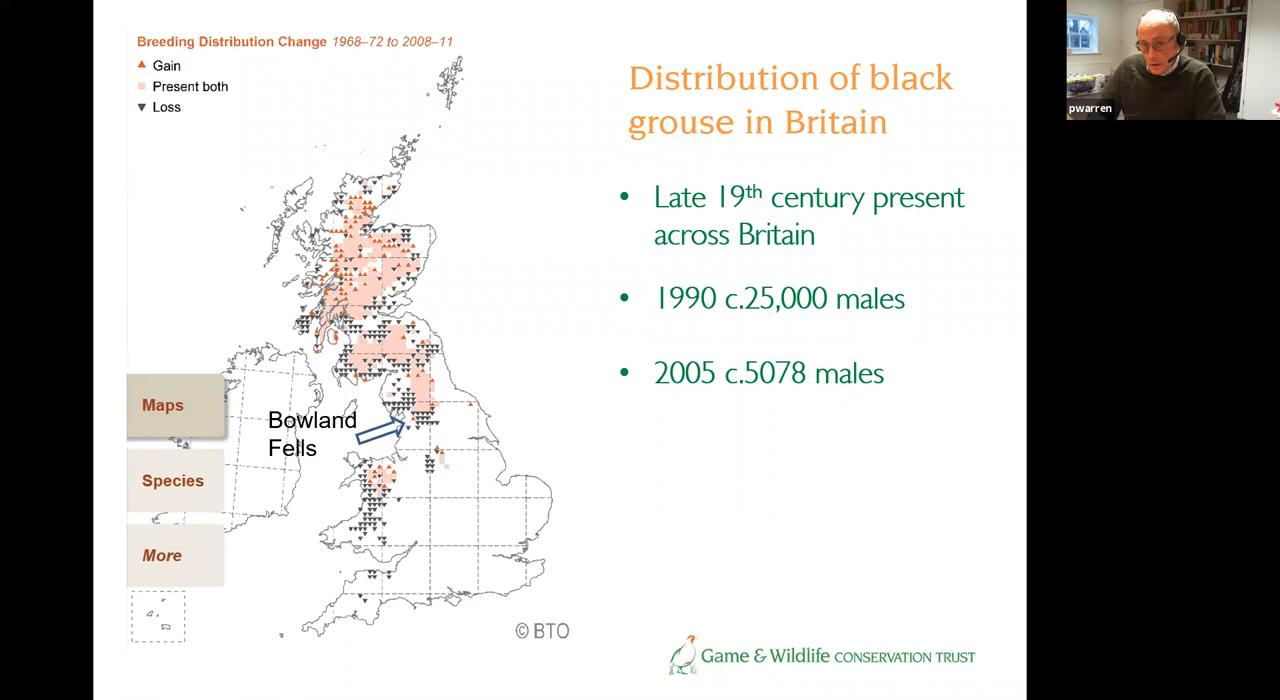 Breeding Distribution Change 1968–72 to 2008–11
Gain
Present both
Loss
Maps
Species
More
Bowland
Fells
© BTO
Distribution of black
grouse in Britain
• Late 19th century present
across Britain
• 1990 c.25,000 males
• 2005 c.5078 males
Game & Wildlife CONSERVATION TRUST
pwarren